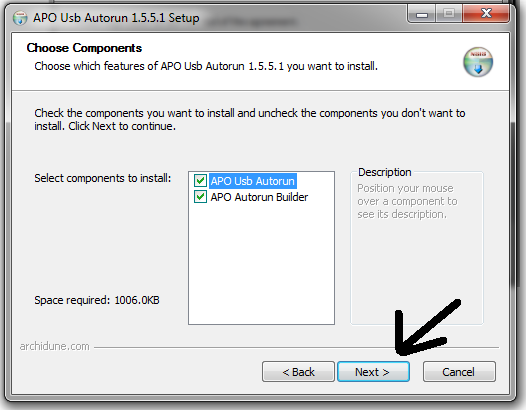 APO Usb Autorun 1.5.5.1 Setup
Choose Components
Choose which features of APO Usb Autorun 1.5.5.1 you want to install.
Check the components you want to install and uncheck the components you don't want to
install. Click Next to continue.
Select components to install:
APO Usb Autorun
APO Autorun Builder
Description
Position your mouse
over a component to
see its description.
Space required: 1006.0KB
archidune.com
< Back
Next >
Cancel